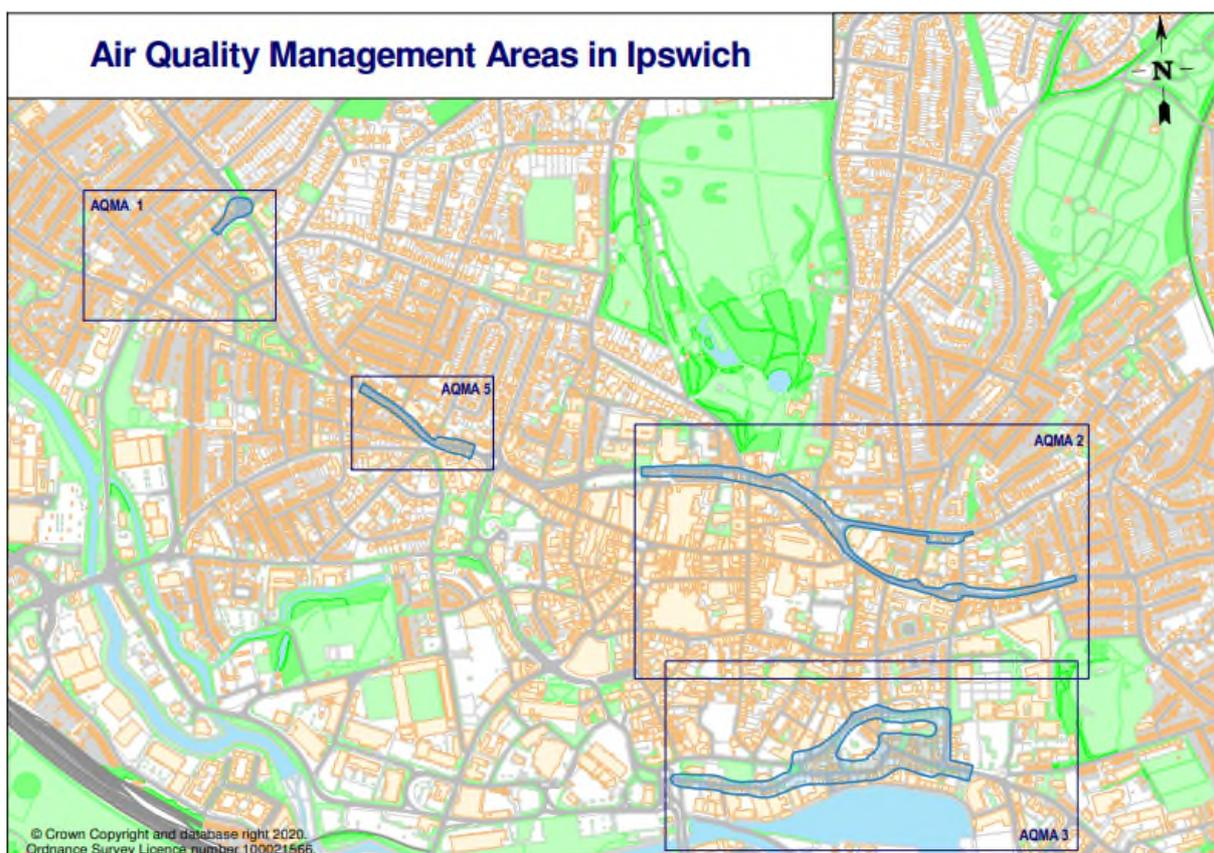 Air Quality Management Areas in Ipswich
N
AQMA 1
AQMA 5
AQMA 2
AQMA 3
© Crown Copyright and database right 2020.
Ordnance Survey Licence number 100021566.